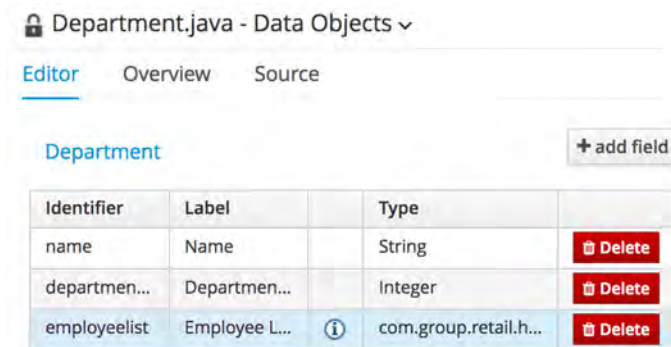 Department.java - Data Objects
Editor Overview Source
Department + add field
Identifier Label Type
name Name String Delete
departmen... Departmen... Integer Delete
employeelist Employee L... com.group.retail.h... Delete